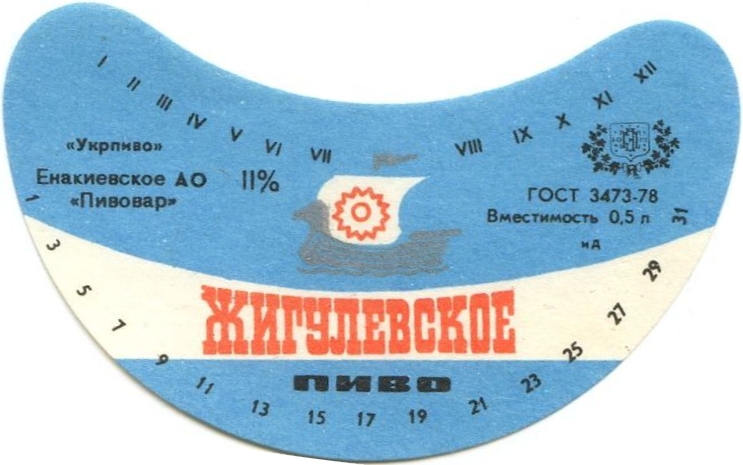 I II III IV V VI VII VIII IX X XI XII
«Укрпиво»
Енакиевское АО
«Пивовар»
11%
ГОСТ 3473-78
Вместимость 0,5 л
ИД
ЖИГУЛЕВСКОЕ
ПИВО
1 3 5 7 9 11 13 15 17 19 21 23 25 27 29 31